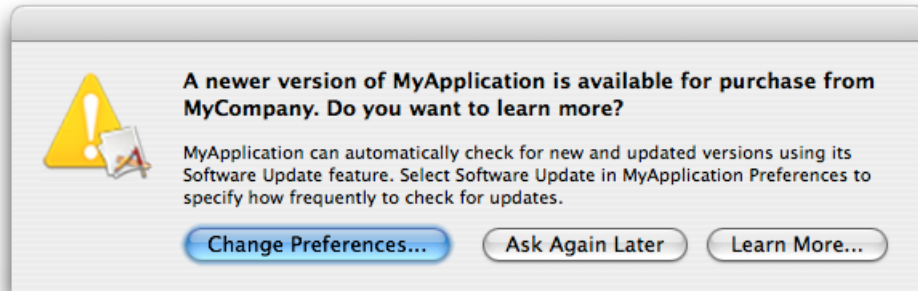 A newer version of MyApplication is available for purchase from
MyCompany. Do you want to learn more?
MyApplication can automatically check for new and updated versions using its
Software Update feature. Select Software Update in MyApplication Preferences to
specify how frequently to check for updates.
Change Preferences... Ask Again Later Learn More...